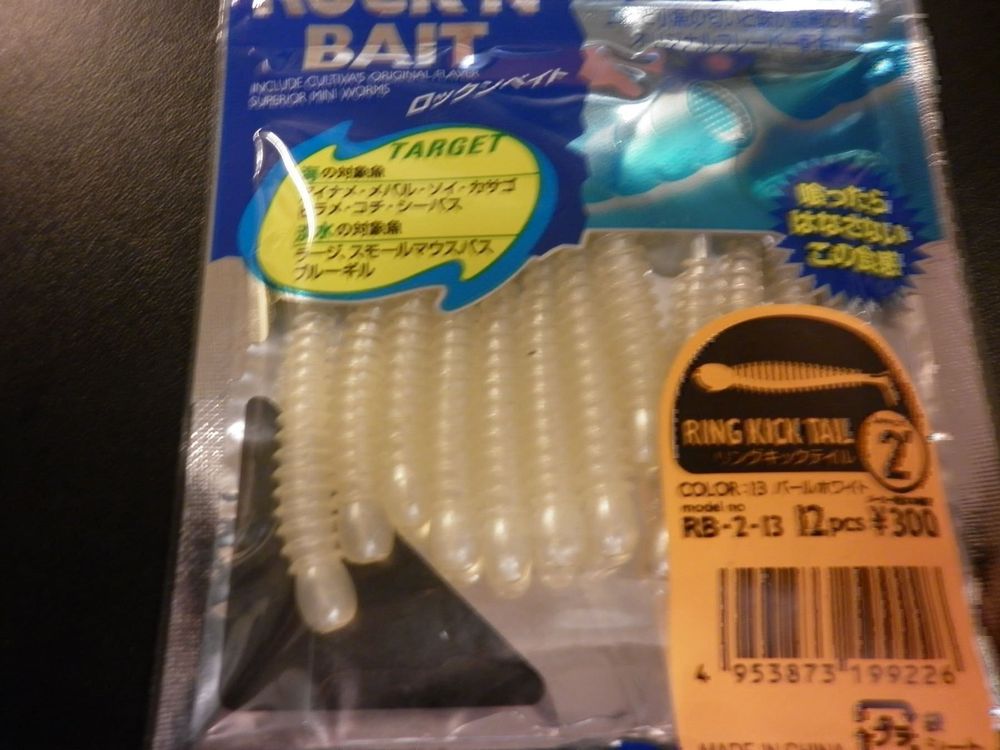 ROCK'N
BAIT
INCLUDE CULTIVA'S ORIGINAL FLAVER
SUPERIOR MINI WORMS
ロックンベイト
TARGET
海の対象魚
アイナメ・メバル・ソイ・カサゴ
ヒラメ・コチ・シーバス
淡水の対象魚
ラージ、スモールマウスバス
ブルーギル
喰ったら
はなさない
この食感!
RING KICK TAIL
リングキックテイル
2"
COLOR:13 パールホワイト
model no
RB-2-13 12pcs ¥300
4 953873 199226
プラ
MADE IN CHINA